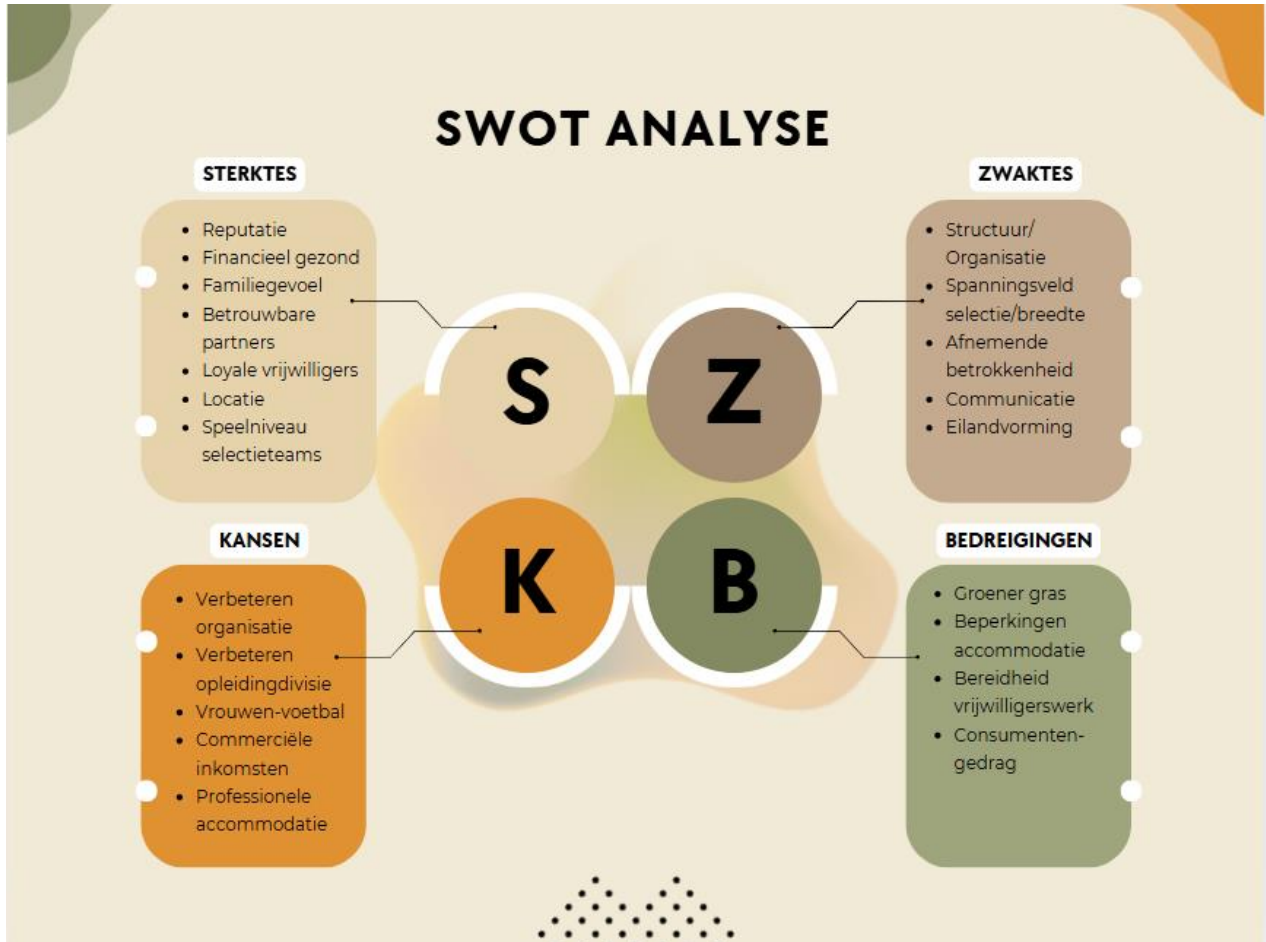 SWOT ANALYSE
STERKTES
• Reputatie
• Financieel gezond
• Familiegevoel
• Betrouwbare
partners
• Loyale vrijwilligers
• Locatie
• Speelniveau
selectieteams
ZWAKTES
• Structuur/
Organisatie
• Spanningsveld
selectie/breedte
• Afnemende
betrokkenheid
• Communicatie
• Eilandvorming
S
Z
K
B
KANSEN
• Verbeteren
organisatie
• Verbeteren
opleidingdivisie
• Vrouwen-voetbal
• Commerciële
inkomsten
• Professionele
accommodatie
BEDREIGINGEN
• Groener gras
• Beperkingen
accommodatie
• Bereidheid
vrijwilligerswerk
• Consumenten-
gedrag